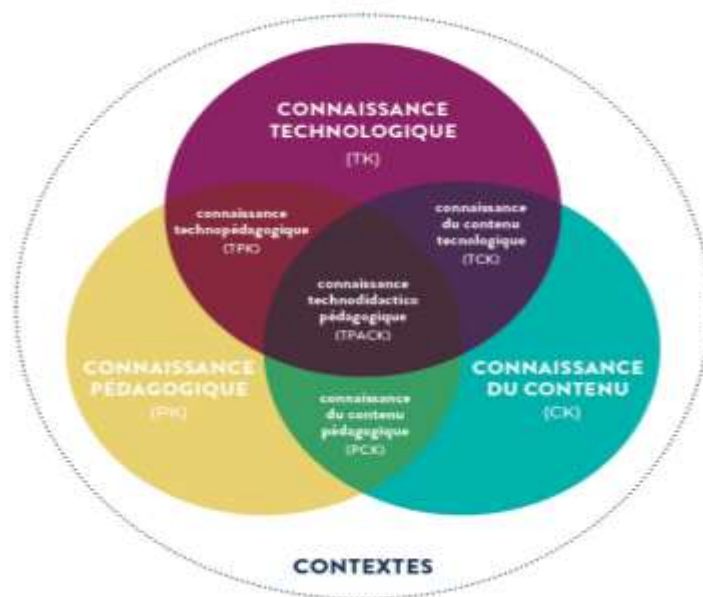 CONNAISSANCE
TECHNOLOGIQUE
(TK)
connaissance
technopédagogique
(TPK)
connaissance
du contenu
tecnologique
(TCK)
connaissance
technodidactico
pédagogique
(TPACK)
CONNAISSANCE
PÉDAGOGIQUE
(PK)
CONNAISSANCE
DU CONTENU
(CK)
connaissance
du contenu
pédagogique
(PCK)
CONTEXTES